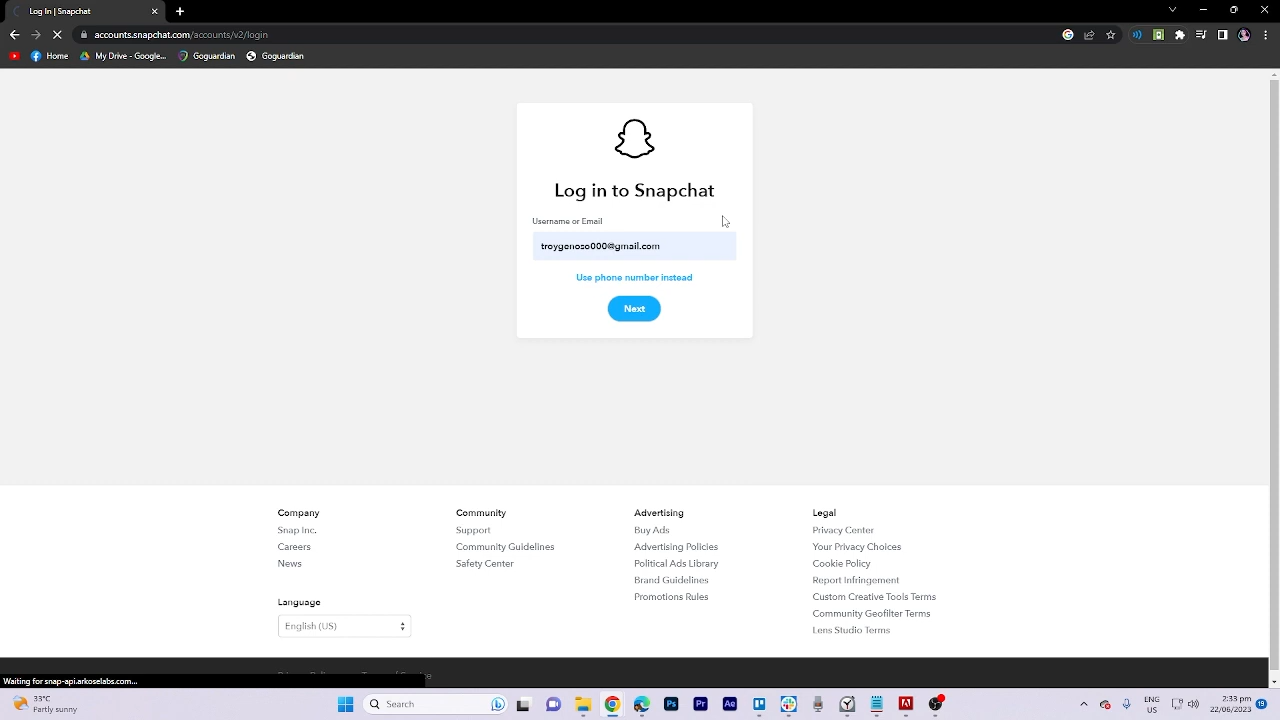 Log In | Snapchat
accounts.snapchat.com/accounts/v2/login
Home
My Drive - Google...
Goguardian
Goguardian
Log in to Snapchat
Username or Email
troygenoso000@gmail.com
Use phone number instead
Next
Company
Snap Inc.
Careers
News
Community
Support
Community Guidelines
Safety Center
Advertising
Buy Ads
Advertising Policies
Political Ads Library
Brand Guidelines
Promotions Rules
Legal
Privacy Center
Your Privacy Choices
Cookie Policy
Report Infringement
Custom Creative Tools Terms
Community Geofilter Terms
Lens Studio Terms
Language
English (US)
Waiting for snap-api.arkoselabs.com...
33°C
Partly sunny
Search
Ps
Pr
Ae
ENG
US
2:33 pm
22/06/2023
19